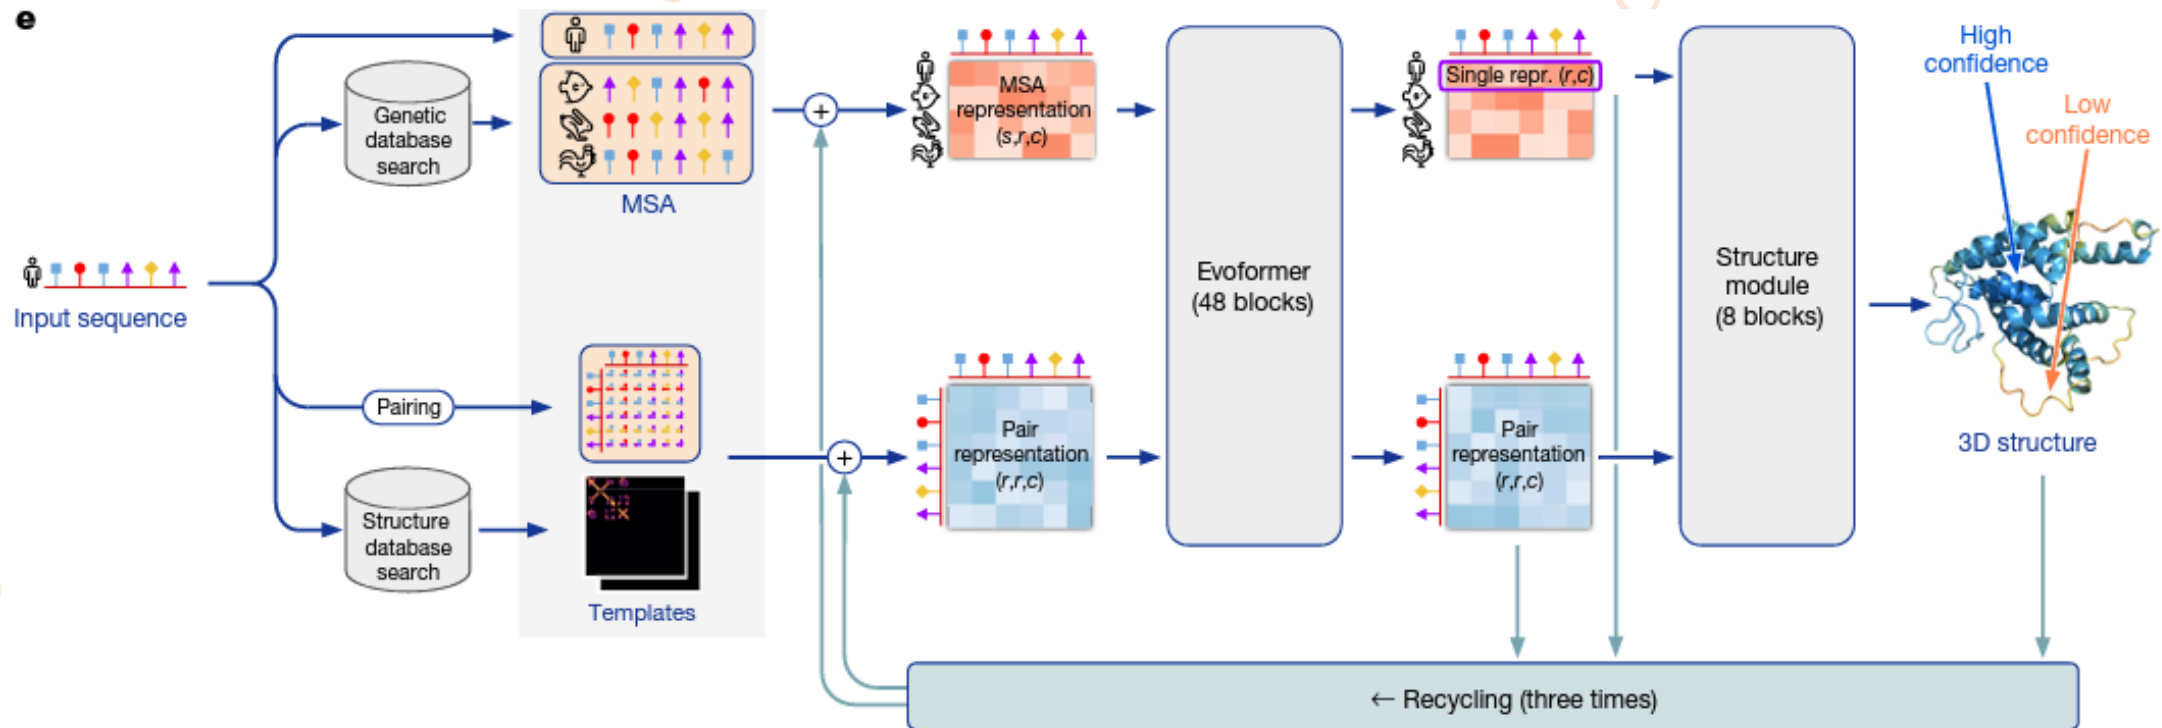 e
Input sequence
Genetic
database
search
MSA
Pairing
Structure
database
search
Templates
MSA
representation
(s,r,c)
Pair
representation
(r,r,c)
Evoformer
(48 blocks)
Single repr. (r,c)
Pair
representation
(r,r,c)
Structure
module
(8 blocks)
High
confidence
Low
confidence
3D structure
← Recycling (three times)